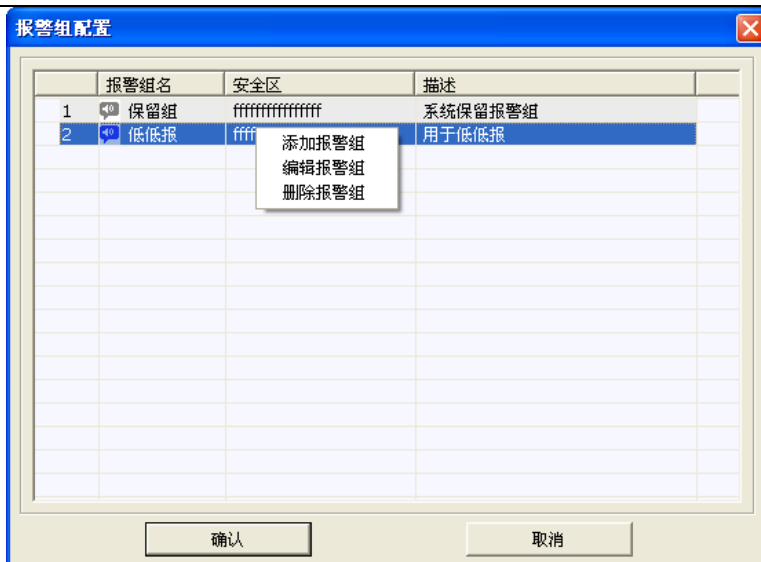 报警组配置
报警组名 安全区 描述
1 保留组 ffffffffffffffff 系统保留报警组
2 低低报 ffff 用于低低报
添加报警组
编辑报警组
删除报警组
确认 取消